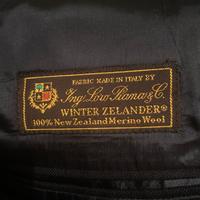 FABRIC MADE IN ITALY BY
Ing. Loro Piana & C.
WINTER ZELANDER®
100% New Zealand Merino Wool